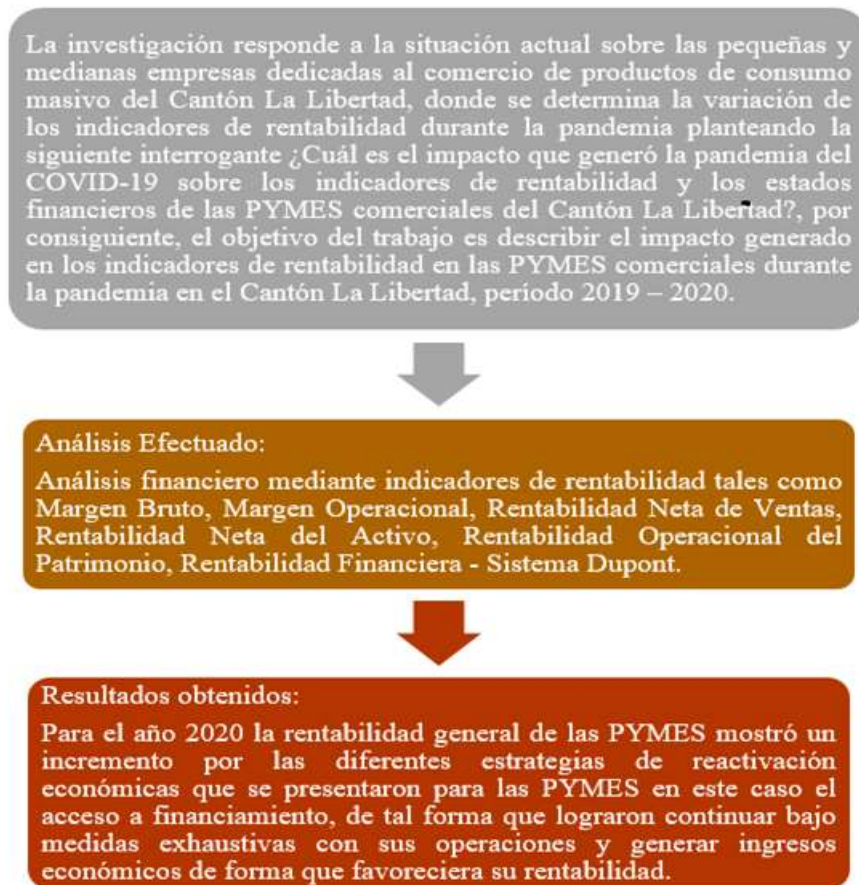 La investigación responde a la situación actual sobre las pequeñas y
medianas empresas dedicadas al comercio de productos de consumo
masivo del Cantón La Libertad, donde se determina la variación de
los indicadores de rentabilidad durante la pandemia planteando la
siguiente interrogante ¿Cuál es el impacto que generó la pandemia del
COVID-19 sobre los indicadores de rentabilidad y los estados
financieros de las PYMES comerciales del Cantón La Libertad?, por
consiguiente, el objetivo del trabajo es describir el impacto generado
en los indicadores de rentabilidad en las PYMES comerciales durante
la pandemia en el Cantón La Libertad, período 2019 – 2020.
Análisis Efectuado:
Análisis financiero mediante indicadores de rentabilidad tales como
Margen Bruto, Margen Operacional, Rentabilidad Neta de Ventas,
Rentabilidad Neta del Activo, Rentabilidad Operacional del
Patrimonio, Rentabilidad Financiera - Sistema Dupont.
Resultados obtenidos:
Para el año 2020 la rentabilidad general de las PYMES mostró un
incremento por las diferentes estrategias de reactivación
económicas que se presentaron para las PYMES en este caso el
acceso a financiamiento, de tal forma que lograron continuar bajo
medidas exhaustivas con sus operaciones y generar ingresos
económicos de forma que favoreciera su rentabilidad.